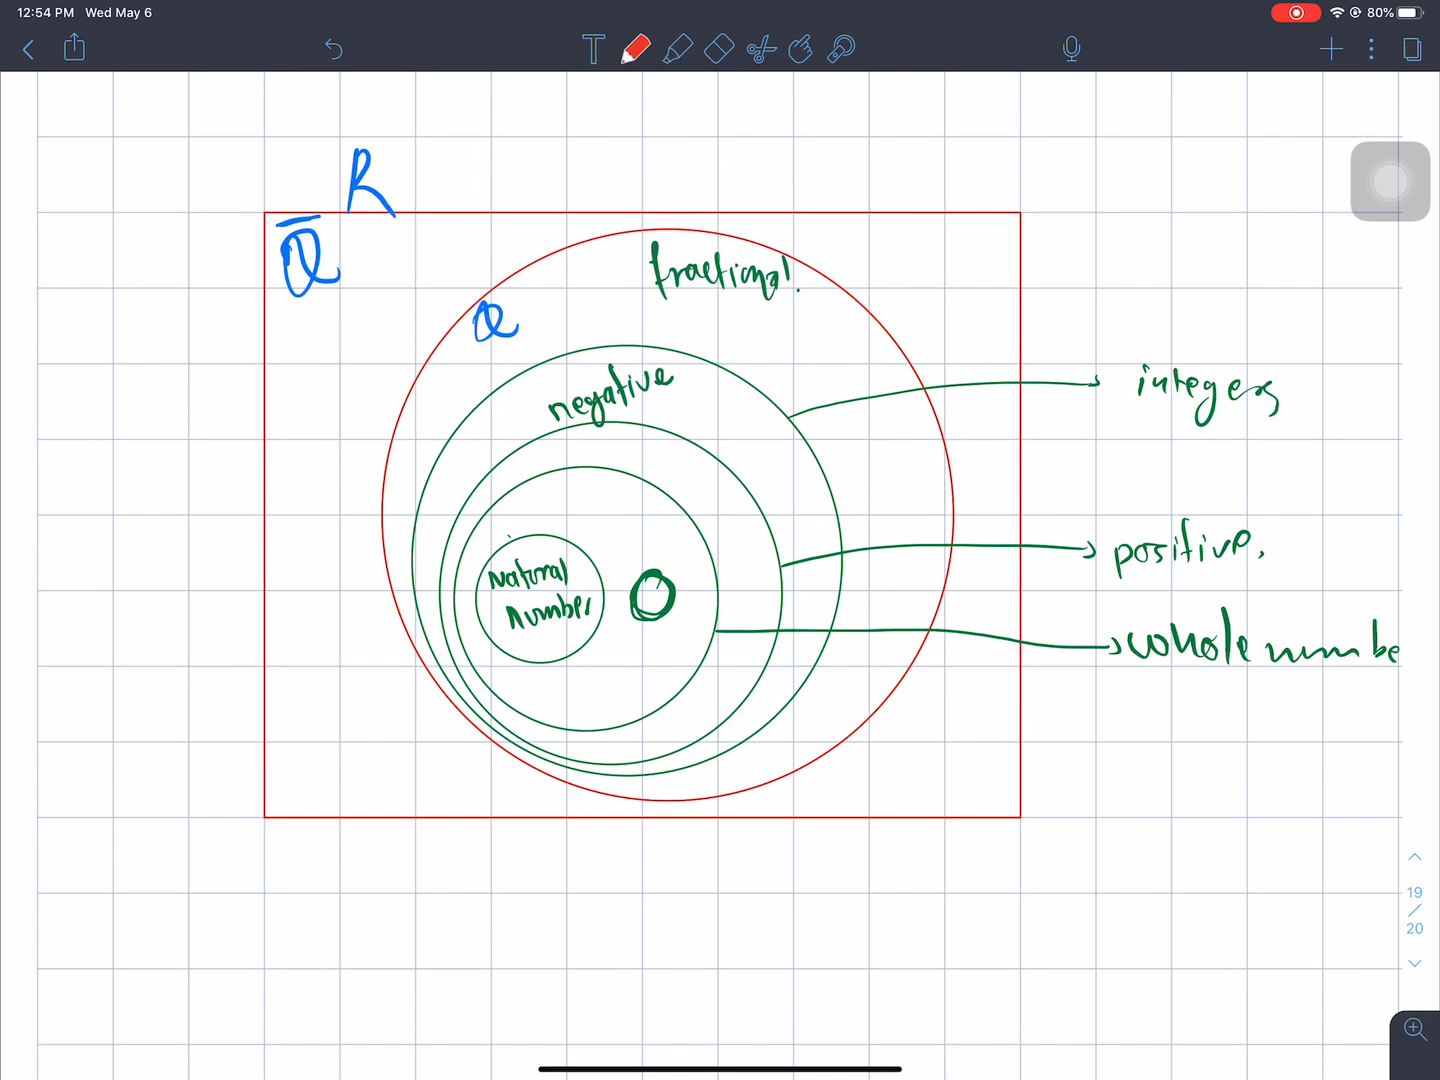 12:54 PM Wed May 6
80%
R
Q
fractional.
Q
negative
integers
positive.
Natural
Number
0
whole numbe
19
/
20